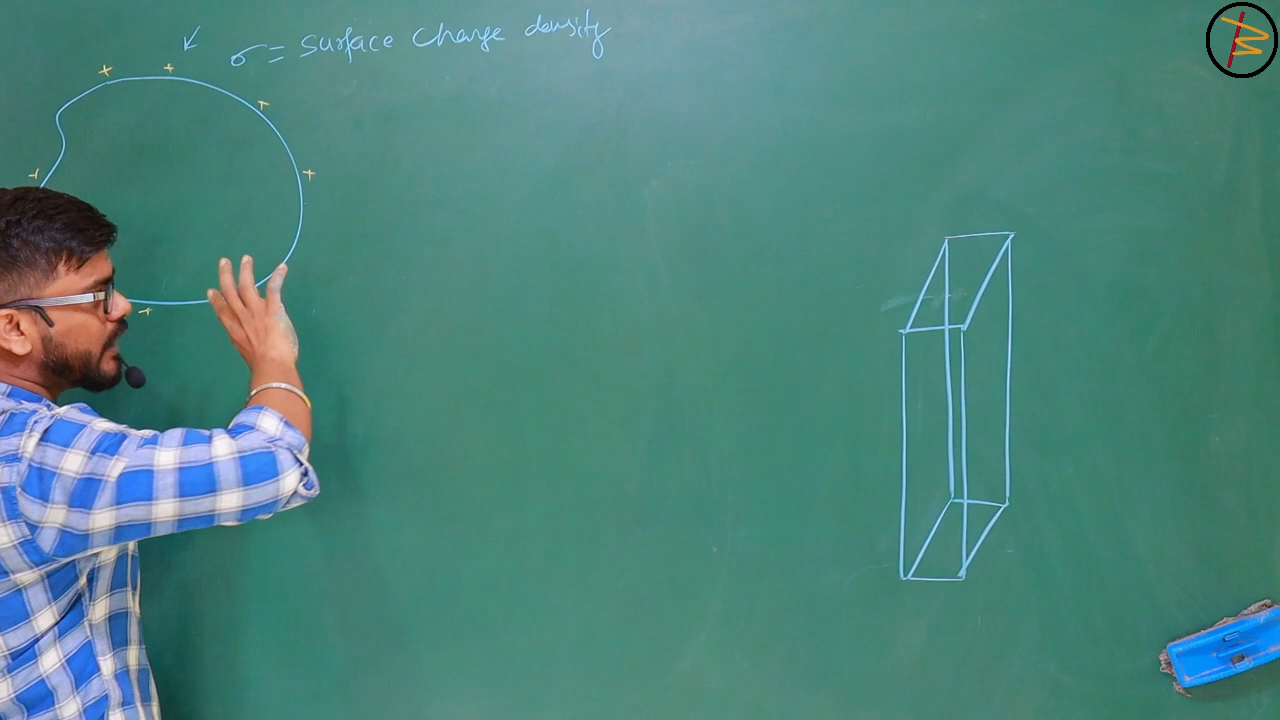 σ = surface charge density
+ + + + + +